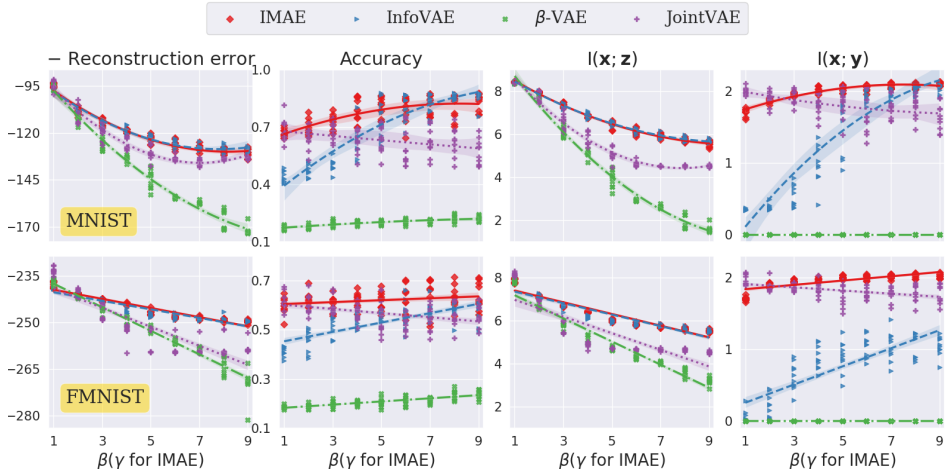 IMAE InfoVAE β-VAE JointVAE
− Reconstruction error Accuracy I(x; z) I(x; y)
−95 −120 −145 −170
1.0 0.7 0.4 0.1
8 6 4 2
2 1 0
MNIST
−235 −250 −265 −280
0.7 0.5 0.3 0.1
8 6 4 2
2 1 0
FMNIST
1 3 5 7 9 1 3 5 7 9 1 3 5 7 9 1 3 5 7 9
β(γ for IMAE) β(γ for IMAE) β(γ for IMAE) β(γ for IMAE)